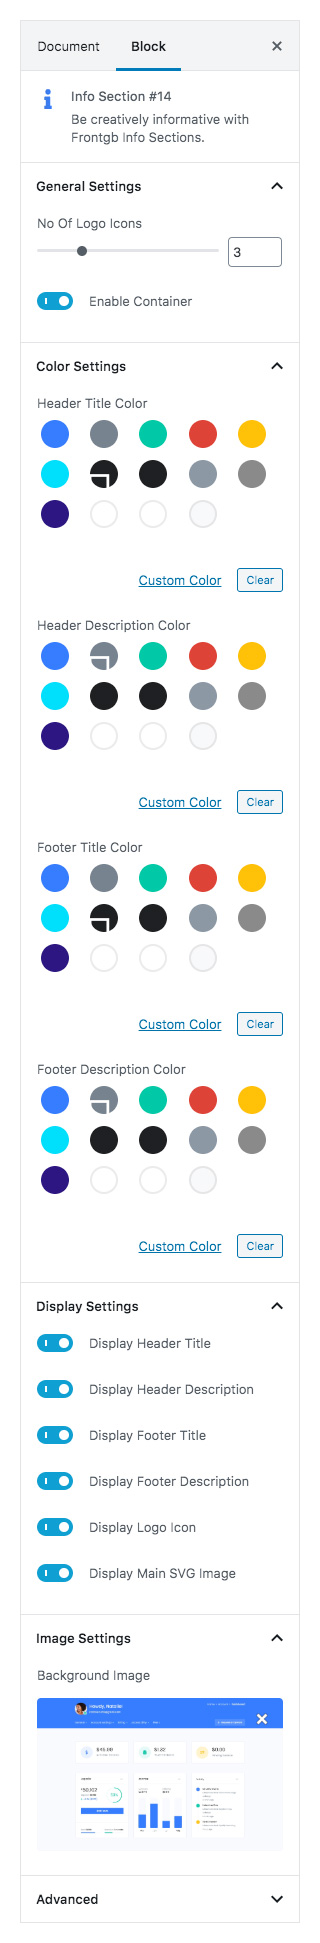 Document Block
Info Section #14
Be creatively informative with
Frontgb Info Sections.
General Settings
No Of Logo Icons
3
Enable Container
Color Settings
Header Title Color
Custom Color Clear
Header Description Color
Custom Color Clear
Footer Title Color
Custom Color Clear
Footer Description Color
Custom Color Clear
Display Settings
Display Header Title
Display Header Description
Display Footer Title
Display Footer Description
Display Logo Icon
Display Main SVG Image
Image Settings
Background Image
Advanced